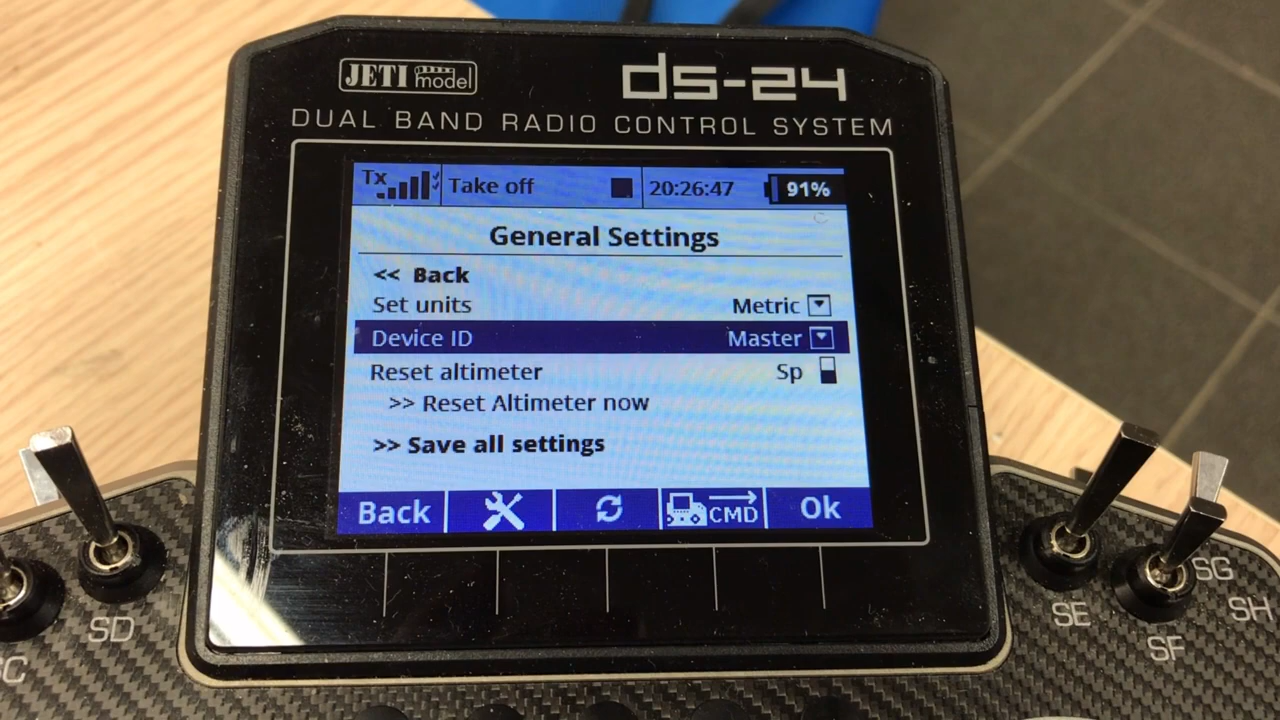 JETI model
ds-24
DUAL BAND RADIO CONTROL SYSTEM
Tx Take off 20:26:47 91%
General Settings
<< Back
Set units Metric
Device ID Master
Reset altimeter Sp
>> Reset Altimeter now
>> Save all settings
Back CMD Ok
SD
SC
SE
SF
SG
SH